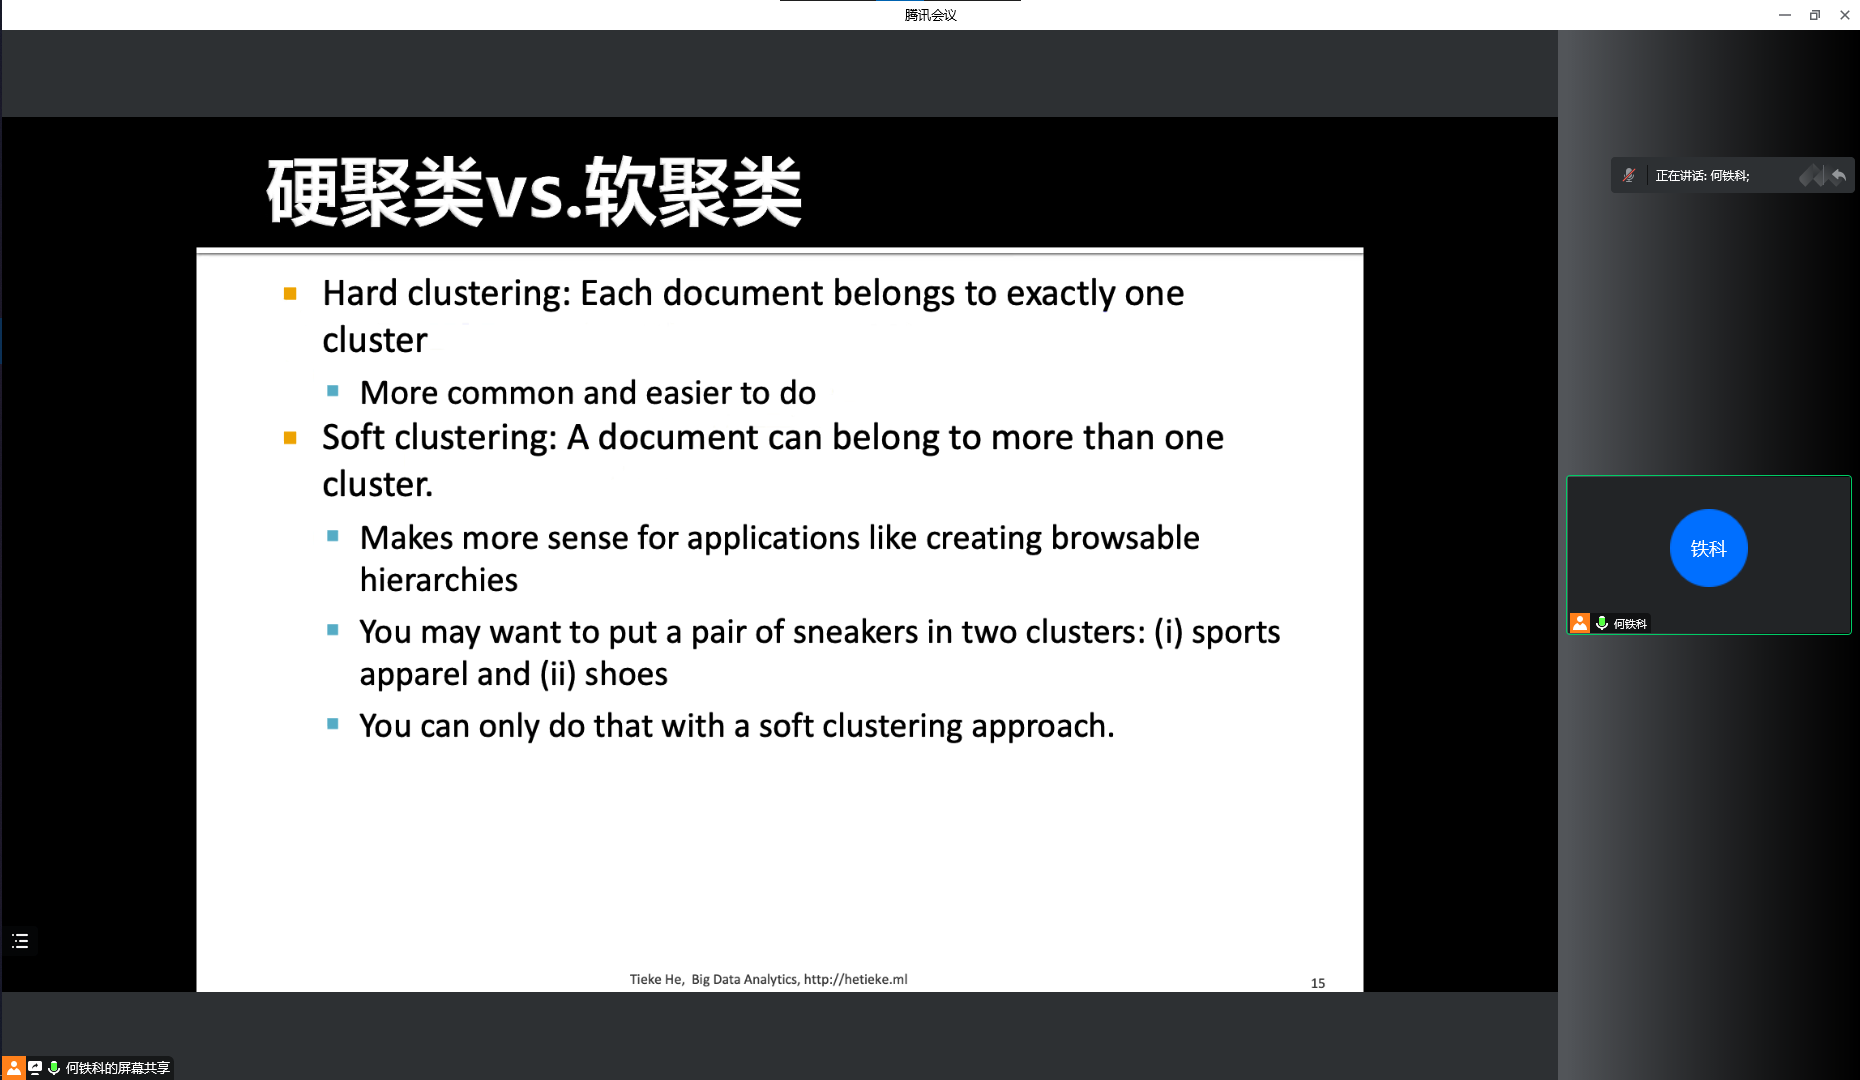 腾讯会议
硬聚类vs.软聚类
正在讲话: 何铁科;
Hard clustering: Each document belongs to exactly one
cluster
More common and easier to do
Soft clustering: A document can belong to more than one
cluster.
Makes more sense for applications like creating browsable
hierarchies
You may want to put a pair of sneakers in two clusters: (i) sports
apparel and (ii) shoes
You can only do that with a soft clustering approach.
铁科
何铁科
Tieke He, Big Data Analytics, http://hetieke.ml
15
何铁科的屏幕共享